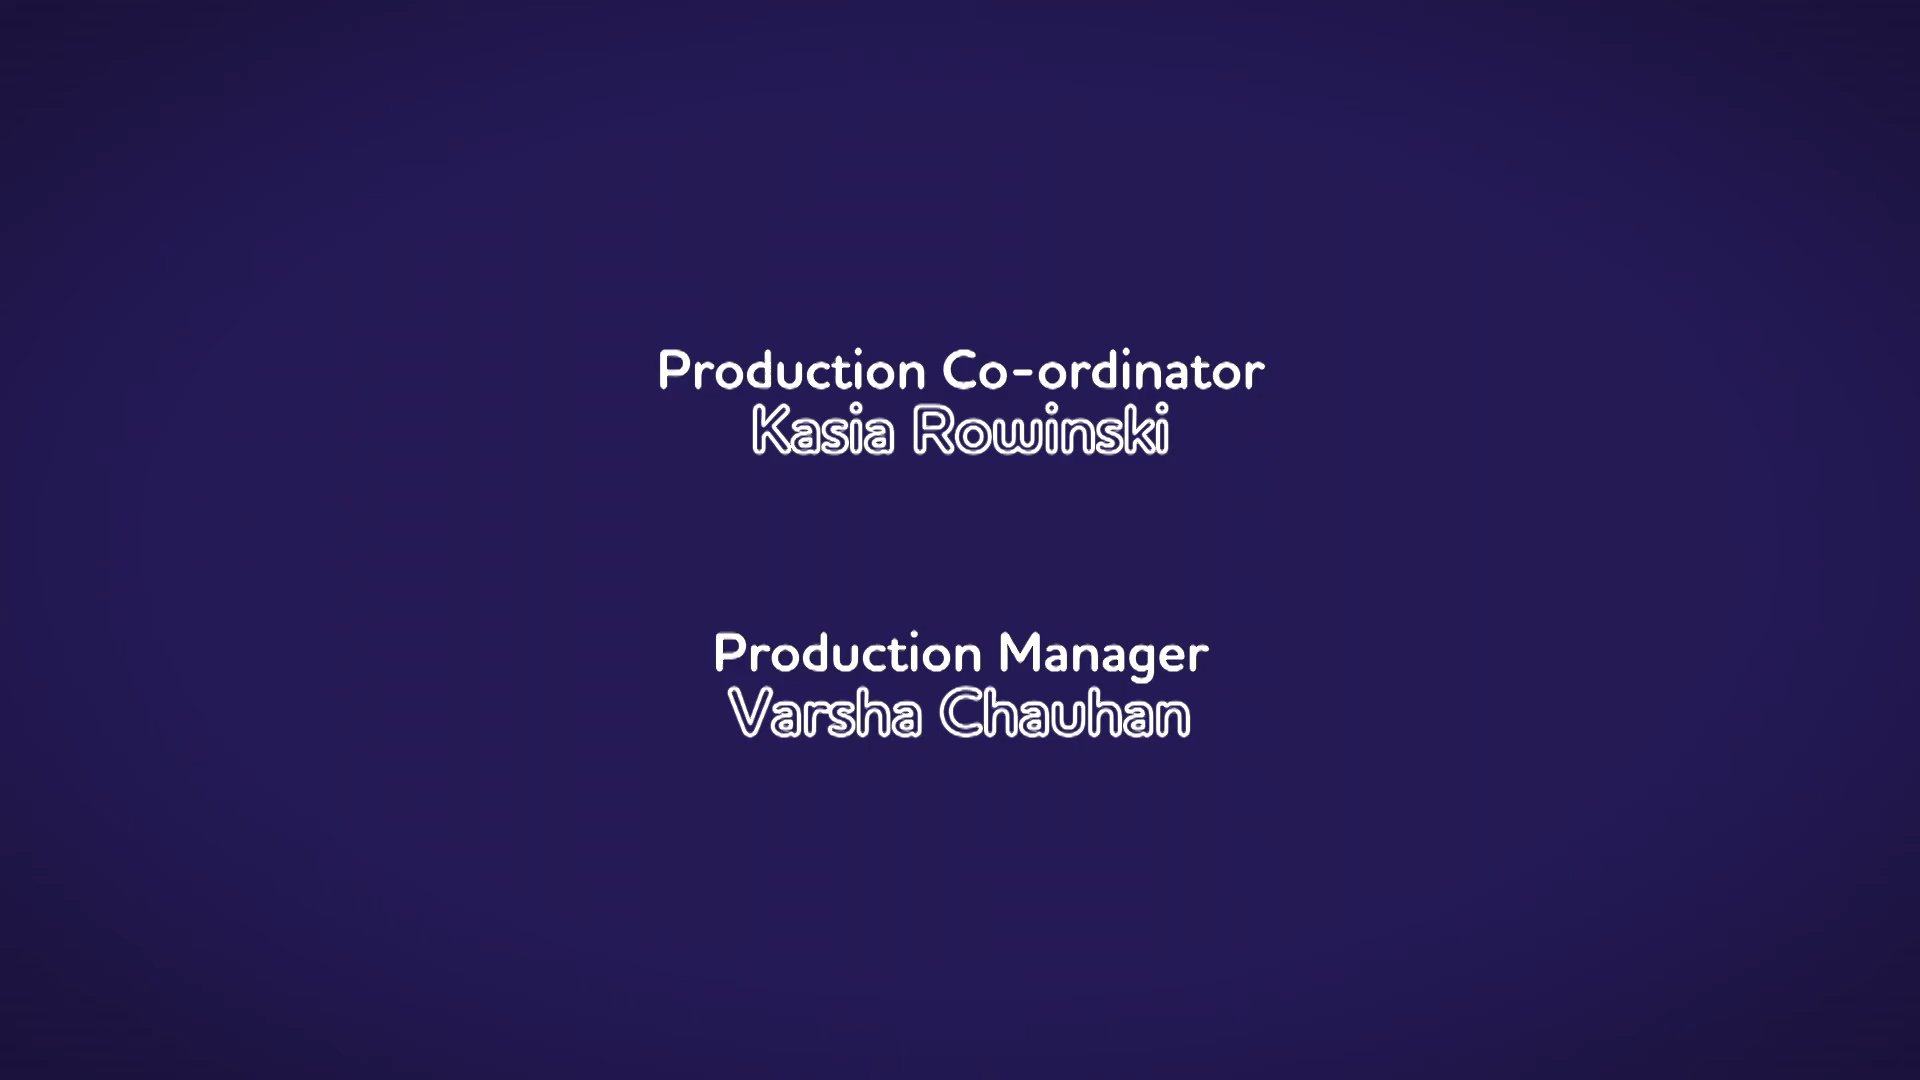 Production Co-ordinator
Kasia Rowinski
Production Manager
Varsha Chauhan